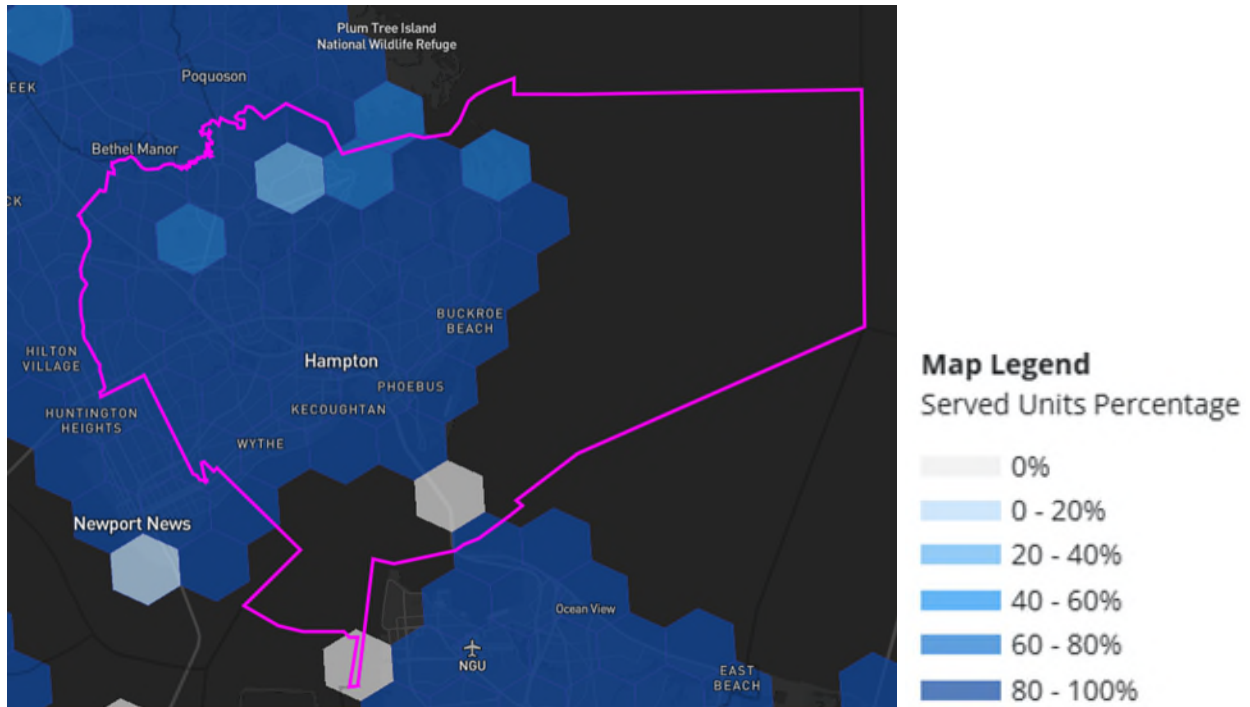 Plum Tree Island
National Wildlife Refuge
Poquoson
EEK
Bethel Manor
CK
BUCKROE
BEACH
HILTON
VILLAGE
Hampton
PHOEBUS
KECOUGHTAN
HUNTINGTON
HEIGHTS
WYTHE
Newport News
Ocean View
NGU
EAST
BEACH
Map Legend
Served Units Percentage
0%
0 - 20%
20 - 40%
40 - 60%
60 - 80%
80 - 100%